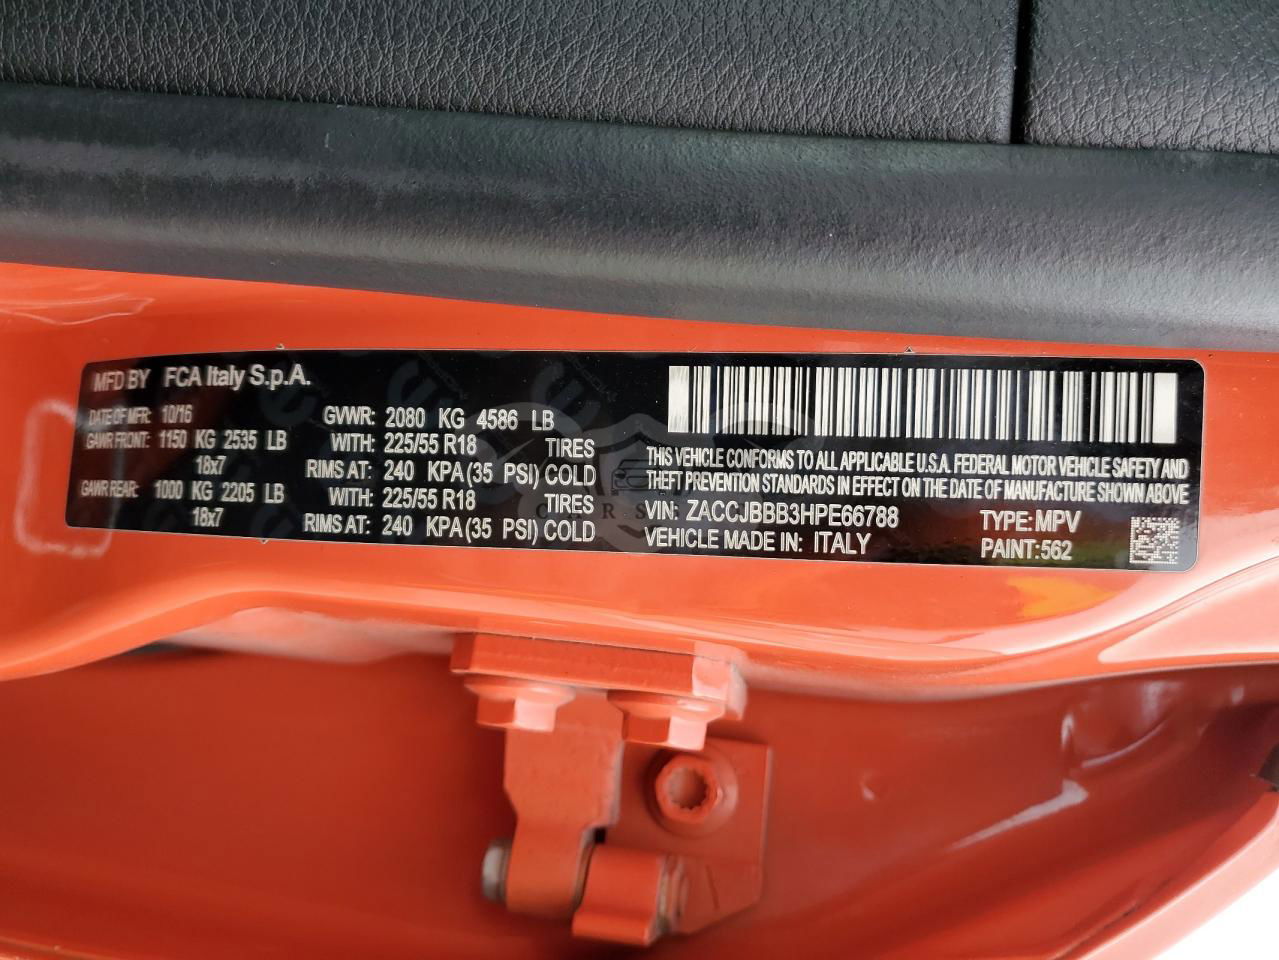 MFD BY FCA Italy S.p.A.
DATE OF MFR: 10/16 GVWR: 2080 KG 4586 LB
GAWR FRONT: 1150 KG 2535 LB WITH: 225/55 R18 TIRES
18x7 RIMS AT: 240 KPA(35 PSI) COLD
GAWR REAR: 1000 KG 2205 LB WITH: 225/55 R18 TIRES
18x7 RIMS AT: 240 KPA(35 PSI) COLD
THIS VEHICLE CONFORMS TO ALL APPLICABLE U.S.A. FEDERAL MOTOR VEHICLE SAFETY AND
THEFT PREVENTION STANDARDS IN EFFECT ON THE DATE OF MANUFACTURE SHOWN ABOVE
VIN: ZACCJBBB3HPE66788 TYPE: MPV
VEHICLE MADE IN: ITALY PAINT: 562